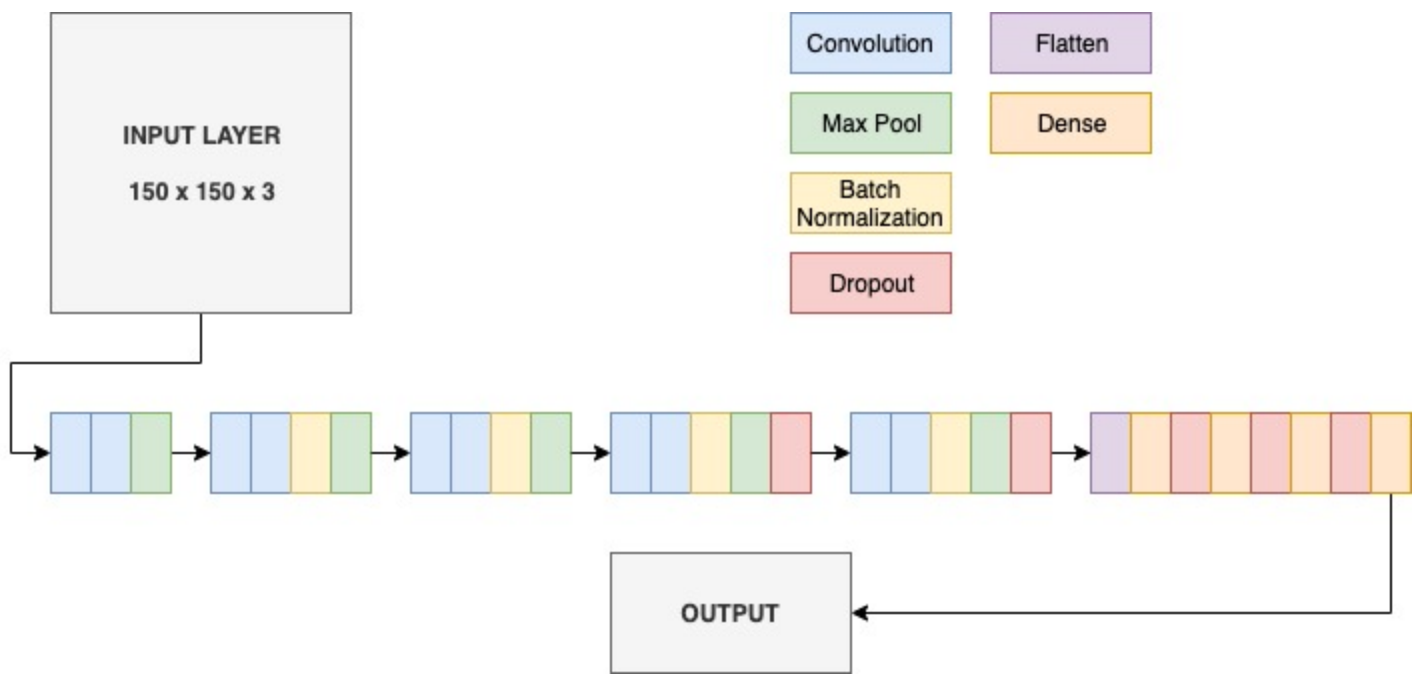 INPUT LAYER
150 x 150 x 3
Convolution
Flatten
Max Pool
Dense
Batch
Normalization
Dropout
OUTPUT